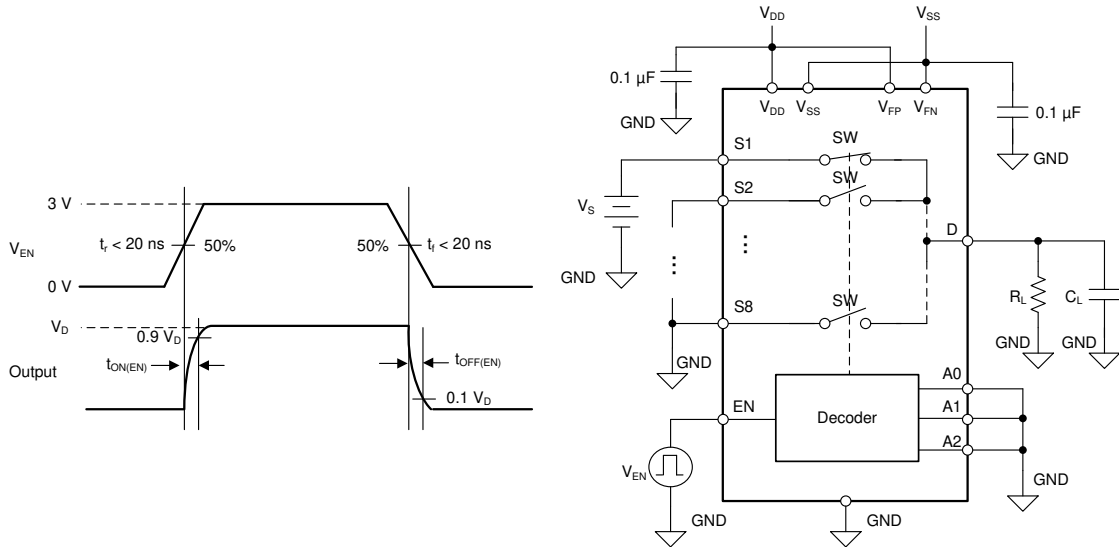 3 V
V_EN
0 V
t_r < 20 ns
50%
50%
t_f < 20 ns
V_D
0.9 V_D
Output
t_ON(EN)
t_OFF(EN)
0.1 V_D
V_DD
V_SS
0.1 µF
GND
0.1 µF
GND
V_DD
V_SS
V_FP
V_FN
S1
SW
S2
SW
V_S
GND
...
...
S8
SW
GND
D
R_L
C_L
GND
GND
EN
Decoder
A0
A1
A2
V_EN
GND
GND
GND